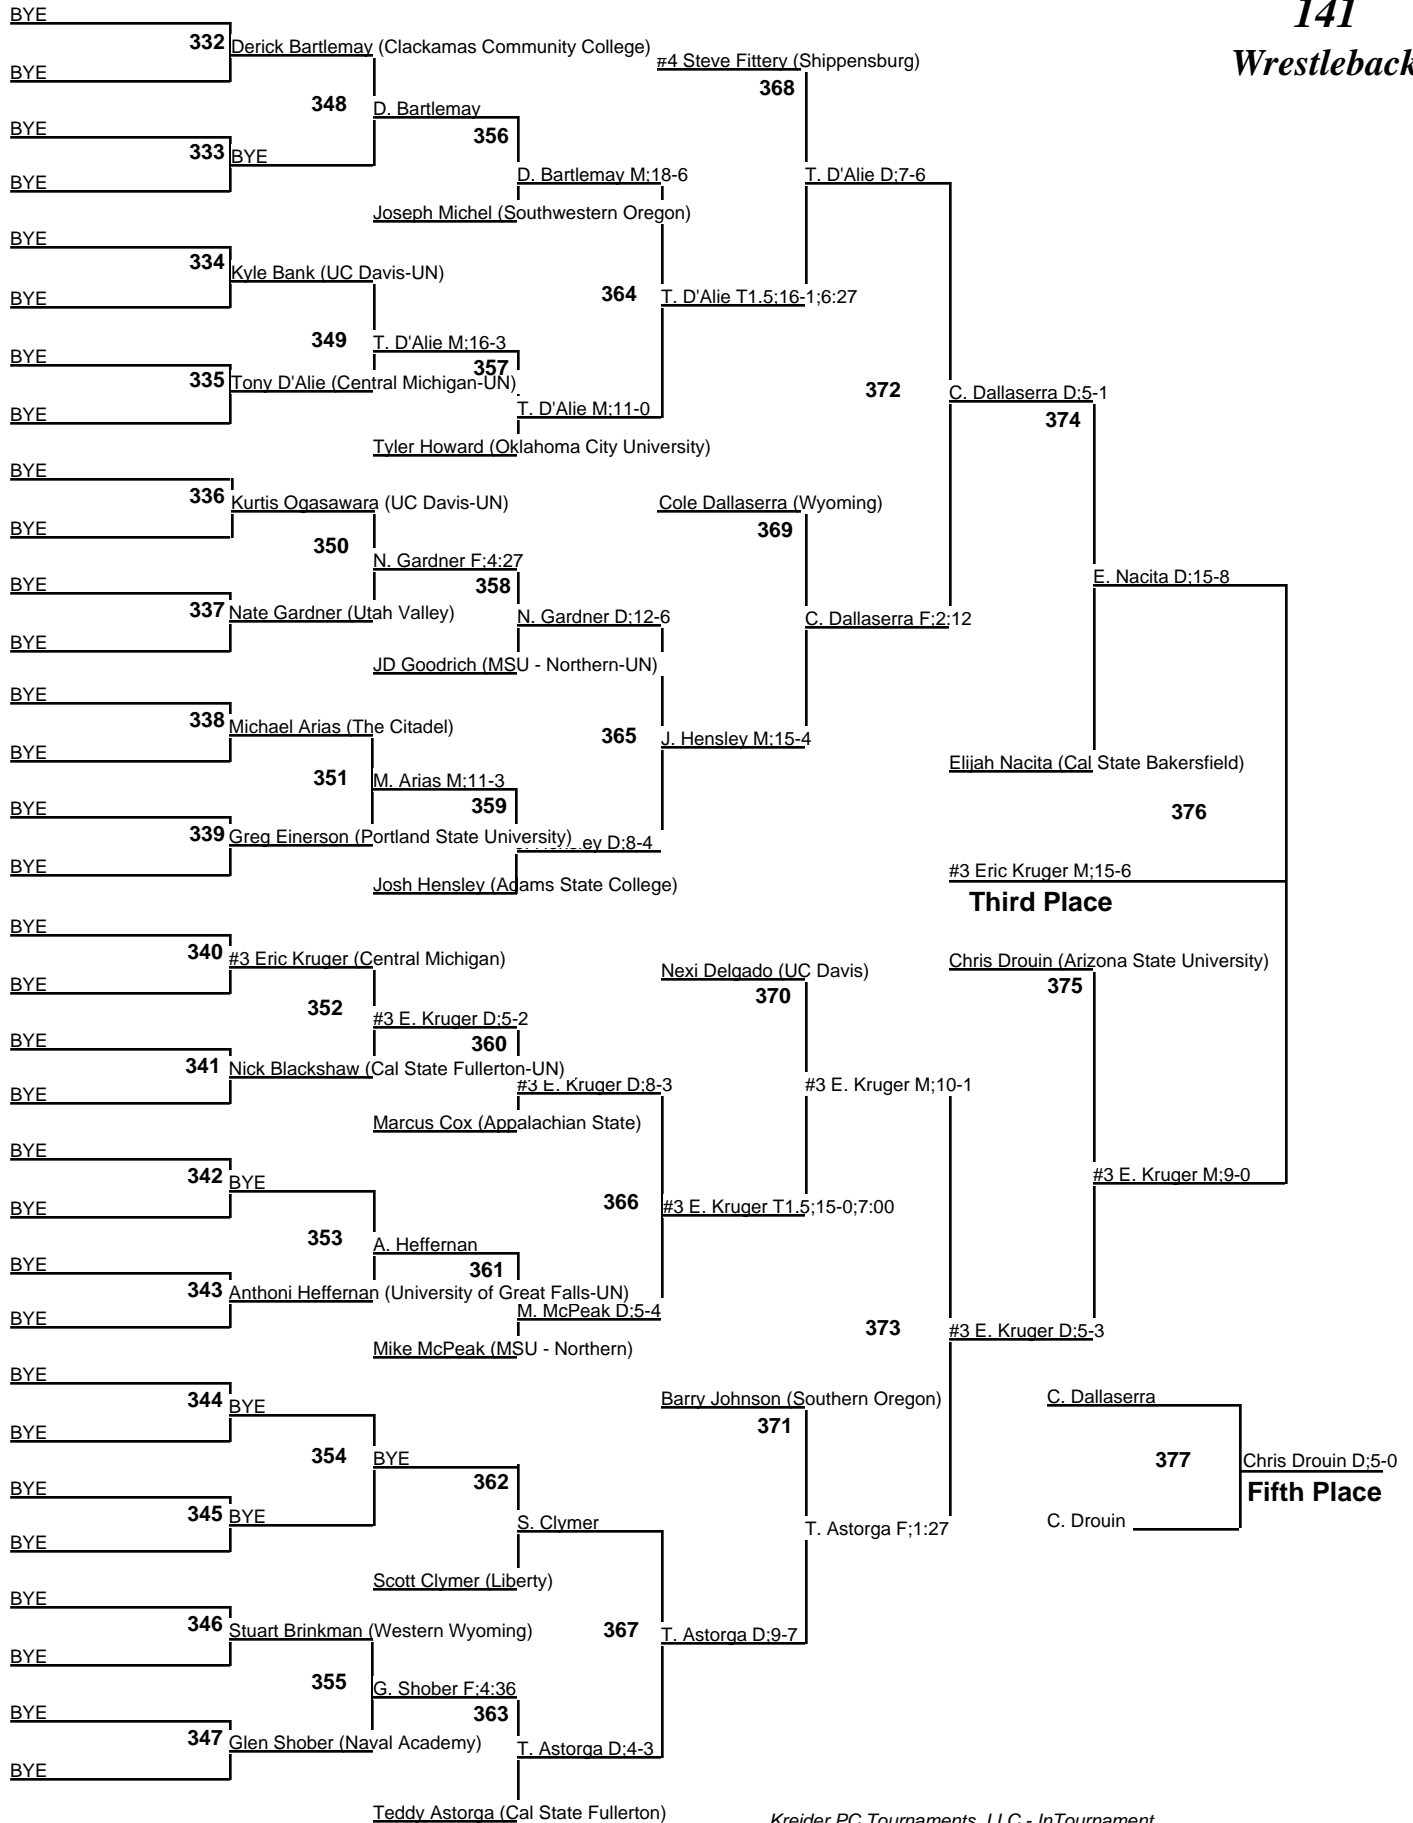 141
Wrestleback
BYE
332
Derick Bartlemay (Clackamas Community College)
BYE
#4 Steve Fittery (Shippensburg)
368
348
D. Bartlemay
356
BYE
333
BYE
BYE
D. Bartlemay M;18-6
T. D'Alie D;7-6
Joseph Michel (Southwestern Oregon)
BYE
334
Kyle Bank (UC Davis-UN)
BYE
364
T. D'Alie T1.5;16-1;6:27
349
T. D'Alie M;16-3
357
BYE
335
Tony D'Alie (Central Michigan-UN)
BYE
T. D'Alie M;11-0
372
C. Dallaserra D;5-1
374
Tyler Howard (Oklahoma City University)
BYE
336
Kurtis Ogasawara (UC Davis-UN)
BYE
Cole Dallaserra (Wyoming)
369
350
N. Gardner F;4:27
358
E. Nacita D;15-8
BYE
337
Nate Gardner (Utah Valley)
BYE
N. Gardner D;12-6
C. Dallaserra F;2:12
JD Goodrich (MSU - Northern-UN)
BYE
338
Michael Arias (The Citadel)
BYE
365
J. Hensley M;15-4
Elijah Nacita (Cal State Bakersfield)
351
M. Arias M;11-3
359
376
BYE
339
Greg Einerson (Portland State University)
BYE
D;8-4
Josh Hensley (Adams State College)
#3 Eric Kruger M;15-6
Third Place
BYE
340
#3 Eric Kruger (Central Michigan)
BYE
Nexi Delgado (UC Davis)
370
Chris Drouin (Arizona State University)
375
352
#3 E. Kruger D;5-2
360
BYE
341
Nick Blackshaw (Cal State Fullerton-UN)
BYE
#3 E. Kruger D;8-3
#3 E. Kruger M;10-1
Marcus Cox (Appalachian State)
BYE
342
BYE
BYE
366
#3 E. Kruger T1.5;15-0;7:00
#3 E. Kruger M;9-0
353
A. Heffernan
361
BYE
343
Anthoni Heffernan (University of Great Falls-UN)
BYE
M. McPeak D;5-4
373
#3 E. Kruger D;5-3
Mike McPeak (MSU - Northern)
BYE
344
BYE
BYE
Barry Johnson (Southern Oregon)
371
C. Dallaserra
354
BYE
362
377
Chris Drouin D;5-0
Fifth Place
BYE
345
BYE
BYE
S. Clymer
T. Astorga F;1:27
C. Drouin
Scott Clymer (Liberty)
BYE
346
Stuart Brinkman (Western Wyoming)
BYE
367
T. Astorga D;9-7
355
G. Shober F;4:36
363
BYE
347
Glen Shober (Naval Academy)
BYE
T. Astorga D;4-3
Teddy Astorga (Cal State Fullerton)
Kreider PC Tournaments, LLC - InTournament